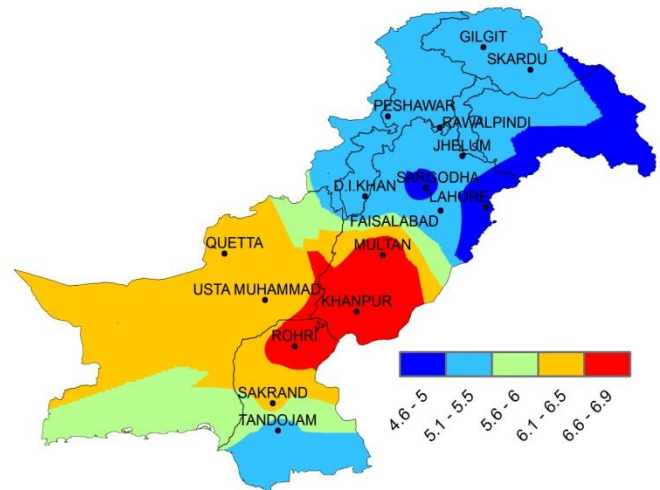 GILGIT
SKARDU
PESHAWAR
RAWALPINDI
JHELUM
SARGODHA
D.I.KHAN
LAHORE
FAISALABAD
QUETTA
MULTAN
USTA MUHAMMAD
KHANPUR
ROHRI
SAKRAND
TANDOJAM
4.6 - 5
5.1 - 5.5
5.6 - 6
6.1 - 6.5
6.6 - 6.9